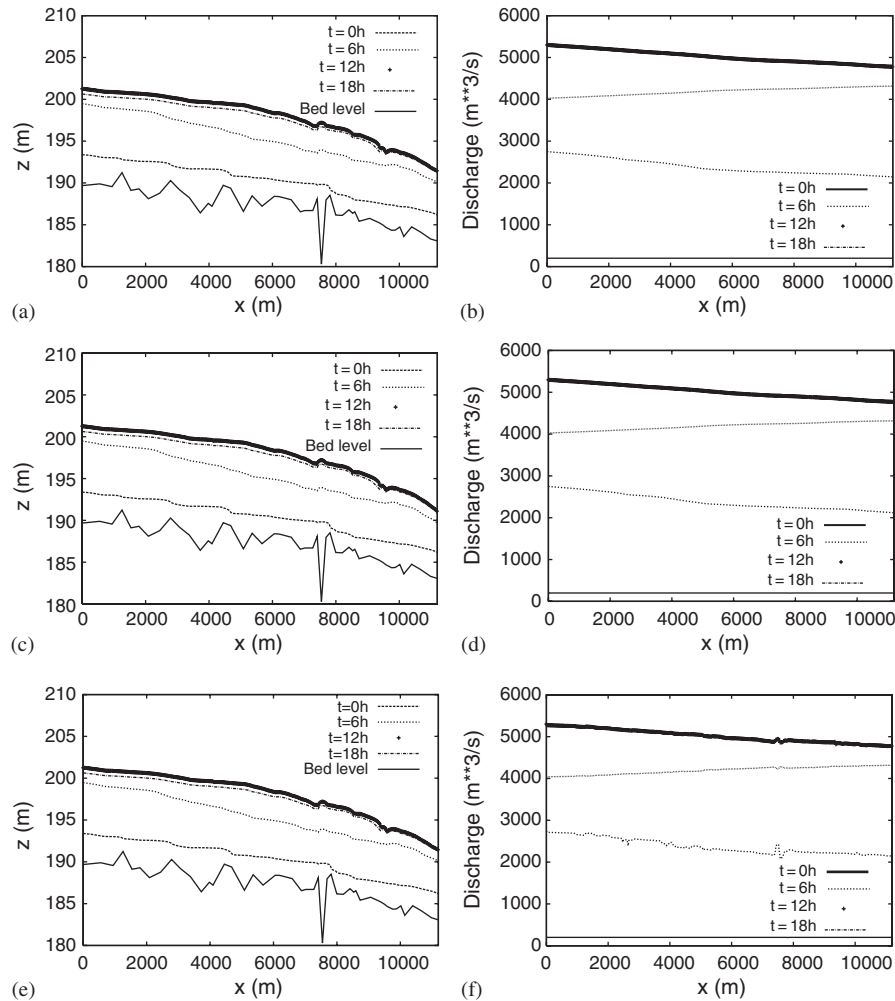 210
205
200
195
190
185
180
z (m)
0 2000 4000 6000 8000 10000
x (m)
t = 0h
t = 6h
t = 12h
t = 18h
Bed level
(a)
6000
5000
4000
3000
2000
1000
0
Discharge (m**3/s)
0 2000 4000 6000 8000 10000
x (m)
t = 0h
t = 6h
t = 12h
t = 18h
(b)
210
205
200
195
190
185
180
z (m)
0 2000 4000 6000 8000 10000
x (m)
t = 0h
t = 6h
t = 12h
t = 18h
Bed level
(c)
6000
5000
4000
3000
2000
1000
0
Discharge (m**3/s)
0 2000 4000 6000 8000 10000
x (m)
t = 0h
t = 6h
t = 12h
t = 18h
(d)
210
205
200
195
190
185
180
z (m)
0 2000 4000 6000 8000 10000
x (m)
t=0h
t=6h
t=12h
t=18h
Bed level
(e)
6000
5000
4000
3000
2000
1000
0
Discharge (m**3/s)
0 2000 4000 6000 8000 10000
x (m)
t = 0h
t = 6h
t = 12h
t = 18h
(f)